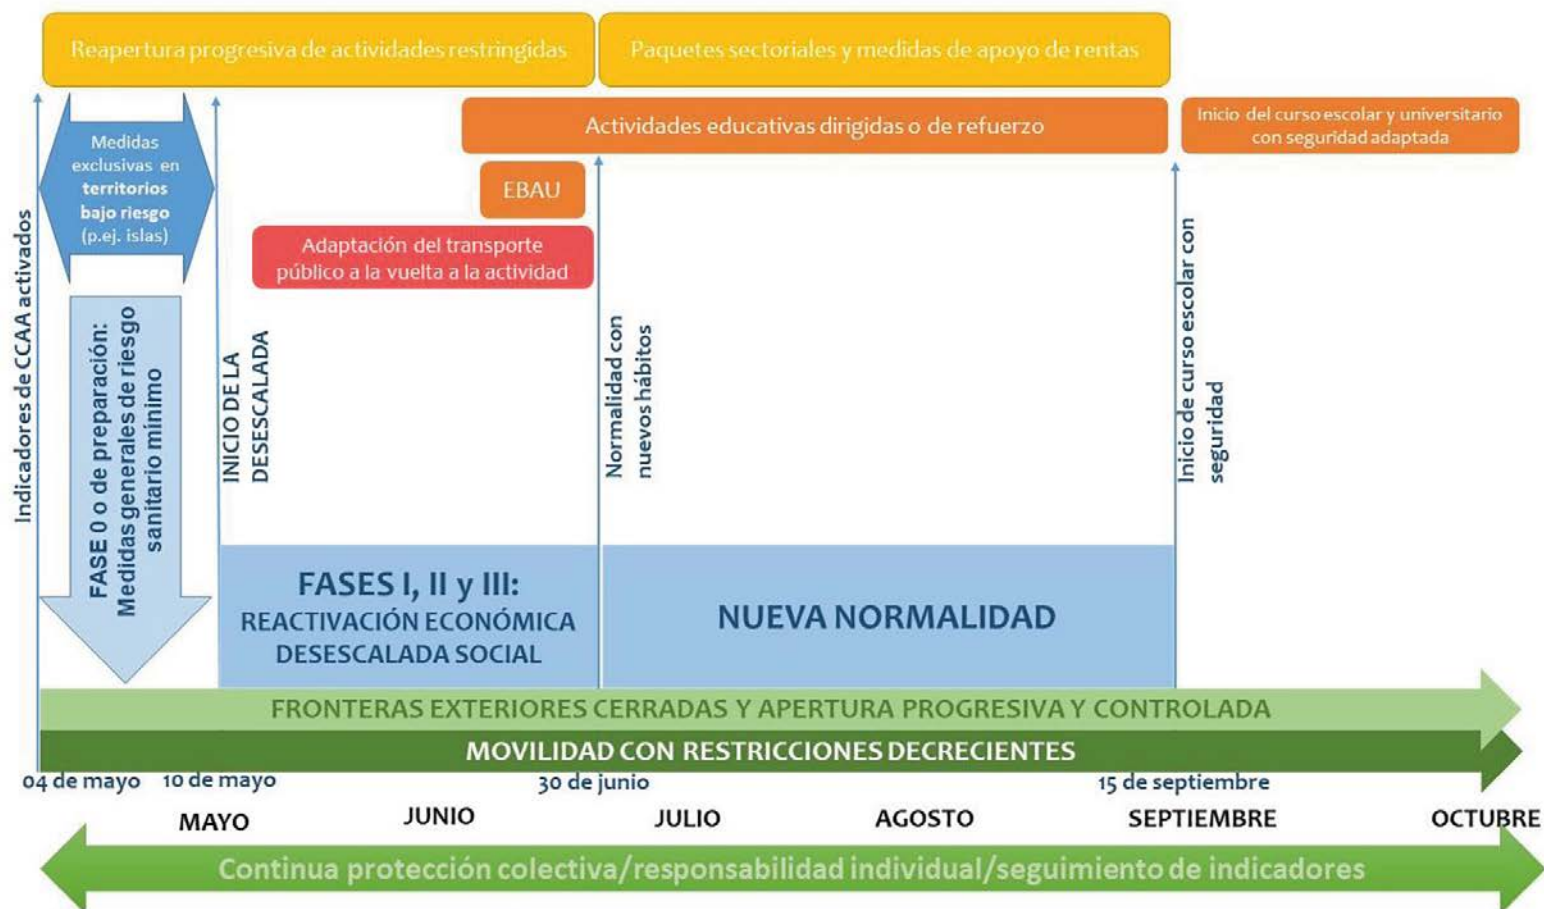 Reapertura progresiva de actividades restringidas
Paquetes sectoriales y medidas de apoyo de rentas
Medidas
exclusivas en
territorios
bajo riesgo
(p.ej. islas)
Actividades educativas dirigidas o de refuerzo
Inicio del curso escolar y universitario
con seguridad adaptada
EBAU
Adaptación del transporte
público a la vuelta a la actividad
Indicadores de CCAA activados
FASE 0 o de preparación:
Medidas generales de riesgo
sanitario mínimo
INICIO DE LA
DESESCALADA
Normalidad con
nuevos hábitos
Inicio de curso escolar con
seguridad
FASES I, II y III:
REACTIVACIÓN ECONÓMICA
DESESCALADA SOCIAL
NUEVA NORMALIDAD
FRONTERAS EXTERIORES CERRADAS Y APERTURA PROGRESIVA Y CONTROLADA
MOVILIDAD CON RESTRICCIONES DECRECIENTES
04 de mayo
10 de mayo
30 de junio
15 de septiembre
MAYO
JUNIO
JULIO
AGOSTO
SEPTIEMBRE
OCTUBRE
Continua protección colectiva/responsabilidad individual/seguimiento de indicadores